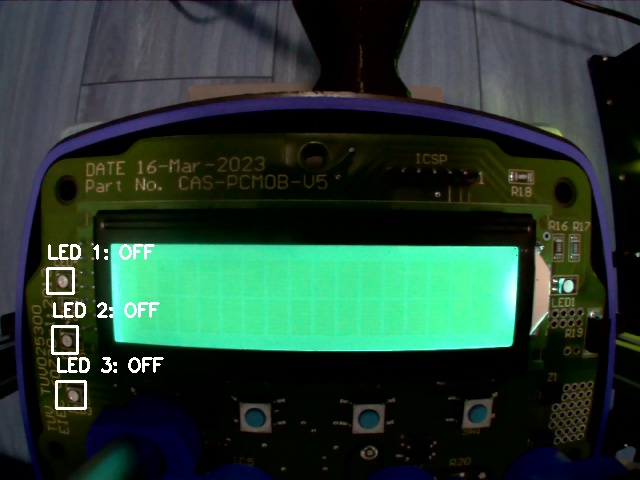 DATE 16-Mar-2023
Part No. CAS-PCMOB-V5
ICSP
1
R18
R16 R17
LED 1: OFF
LED1
LED 2: OFF
R19
LED 3: OFF
Z1
R20